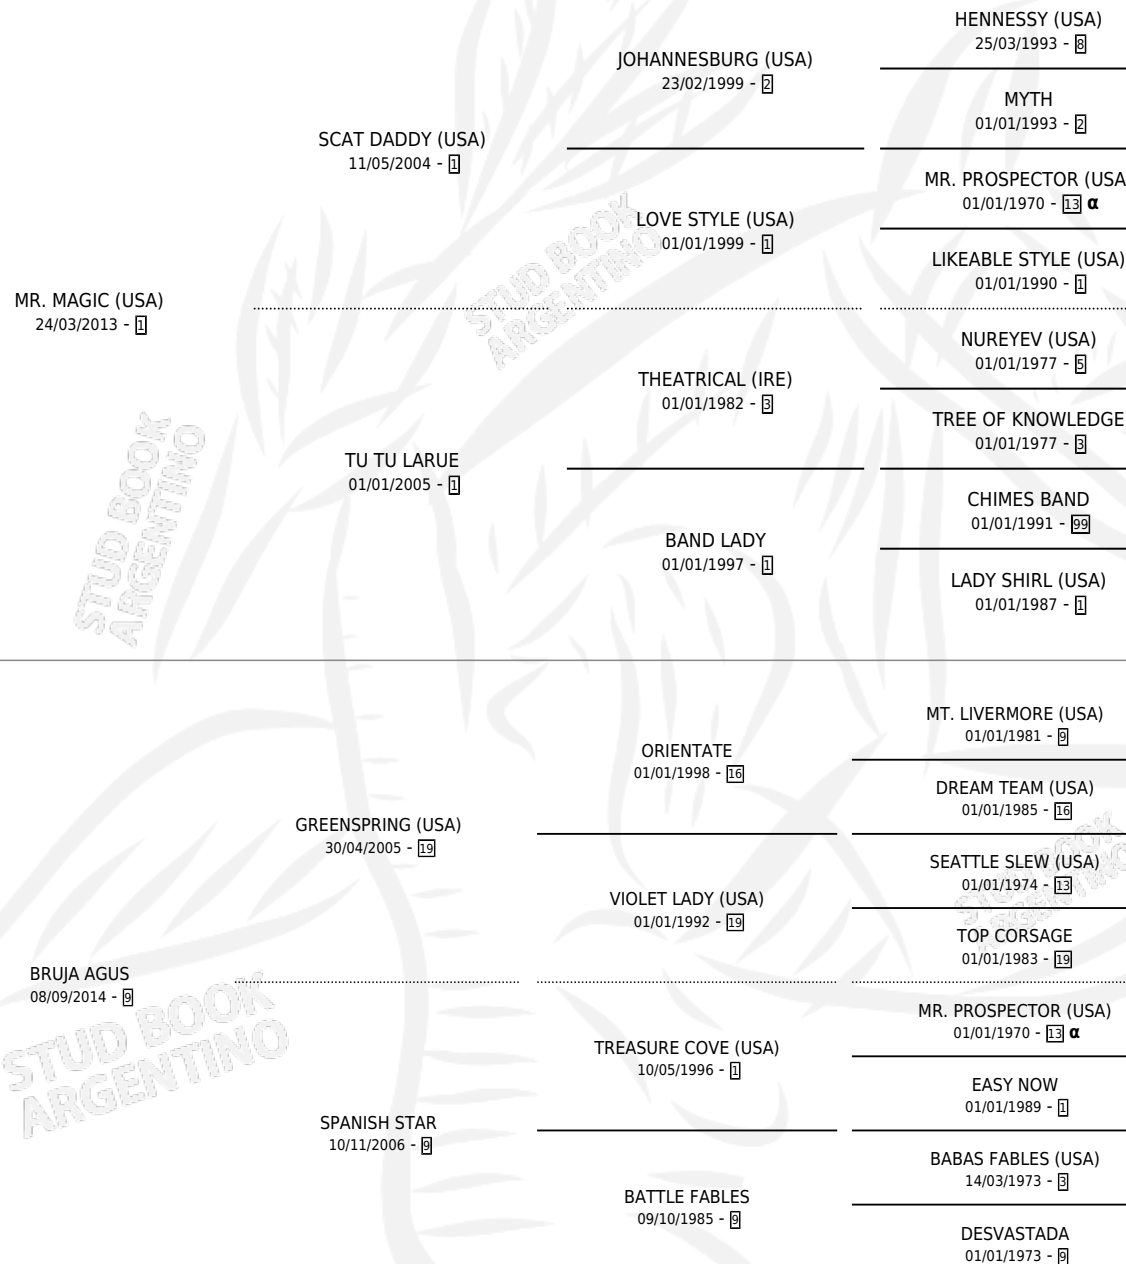 HENNESSY (USA)
25/03/1993 - 8
JOHANNESBURG (USA)
23/02/1999 - 2
MYTH
01/01/1993 - 2
SCAT DADDY (USA)
11/05/2004 - 1
MR. PROSPECTOR (USA
01/01/1970 - 13 α
LOVE STYLE (USA)
01/01/1999 - 1
LIKEABLE STYLE (USA)
01/01/1990 - 1
MR. MAGIC (USA)
24/03/2013 - 1
NUREYEV (USA)
01/01/1977 - 5
THEATRICAL (IRE)
01/01/1982 - 3
TREE OF KNOWLEDGE
01/01/1977 - 3
TU TU LARUE
01/01/2005 - 1
CHIMES BAND
01/01/1991 - 99
BAND LADY
01/01/1997 - 1
LADY SHIRL (USA)
01/01/1987 - 1
MT. LIVERMORE (USA)
01/01/1981 - 9
ORIENTATE
01/01/1998 - 16
DREAM TEAM (USA)
01/01/1985 - 16
GREENSPRING (USA)
30/04/2005 - 19
SEATTLE SLEW (USA)
01/01/1974 - 13
VIOLET LADY (USA)
01/01/1992 - 19
TOP CORSAGE
01/01/1983 - 19
BRUJA AGUS
08/09/2014 - 9
MR. PROSPECTOR (USA)
01/01/1970 - 13 α
TREASURE COVE (USA)
10/05/1996 - 1
EASY NOW
01/01/1989 - 1
SPANISH STAR
10/11/2006 - 9
BABAS FABLES (USA)
14/03/1973 - 3
BATTLE FABLES
09/10/1985 - 9
DESVASTADA
01/01/1973 - 9
STUD BOOK
ARGENTINO
STUD BOOK
ARGENTINO
STUD BOOK
ARGENTINO
STUD BOOK
ARGENTINO